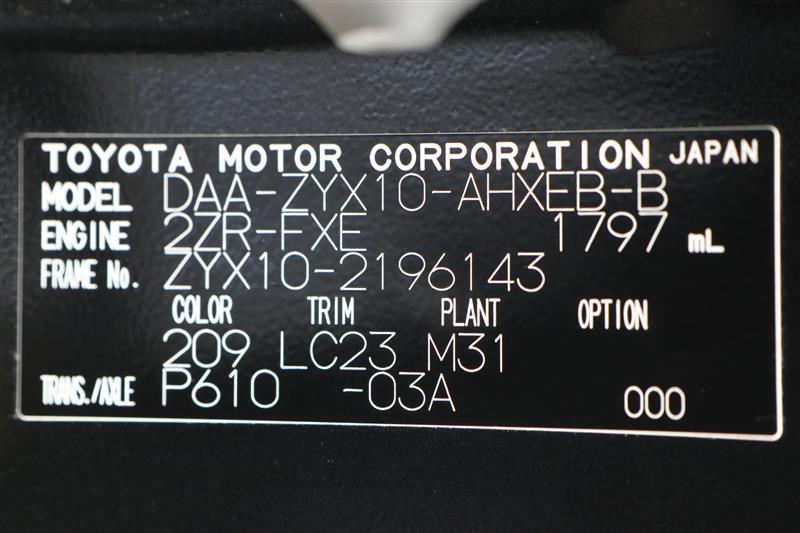 TOYOTA MOTOR CORPORATION JAPAN
MODEL DAA-ZYX10-AHXEB-B
ENGINE 2ZR-FXE 1797 mL
FRAME No. ZYX10-2196143
COLOR TRIM PLANT OPTION
209 LC23 M31
TRANS./AXLE P610 -03A 000